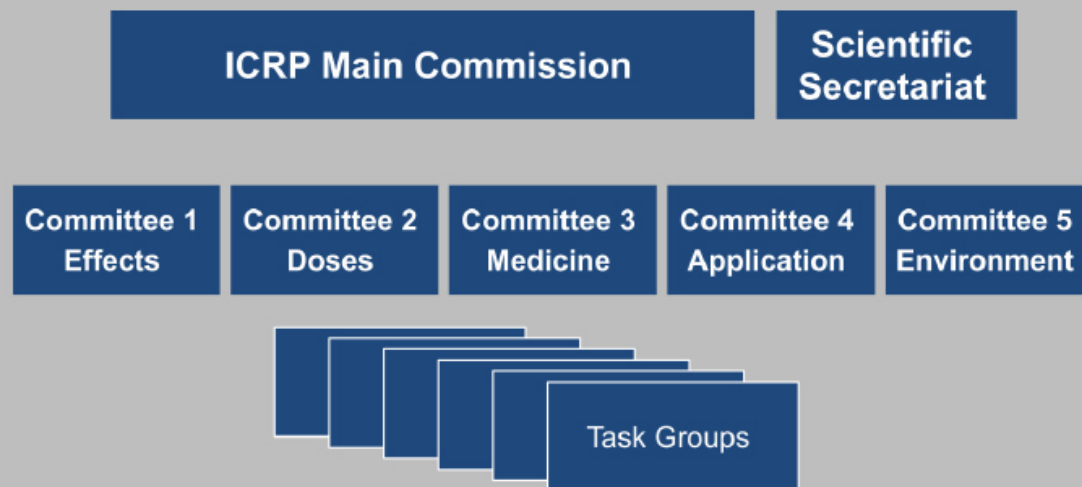 ICRP Main Commission
Scientific
Secretariat
Committee 1
Effects
Committee 2
Doses
Committee 3
Medicine
Committee 4
Application
Committee 5
Environment
Task Groups